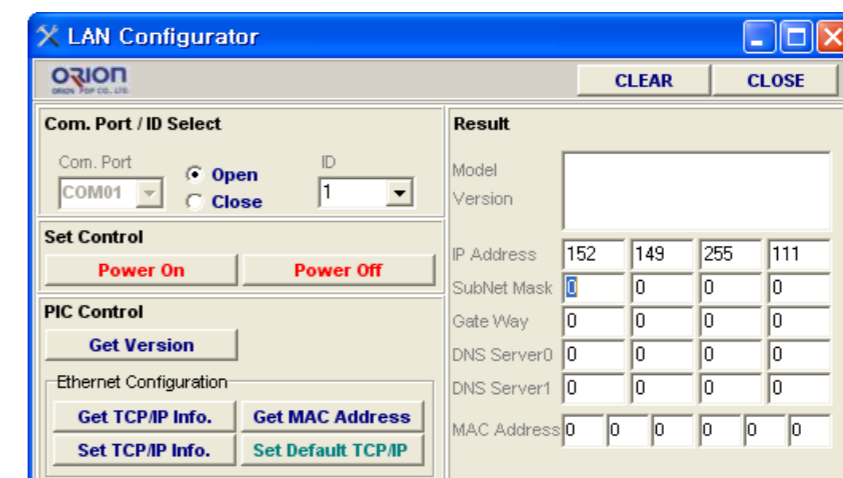 LAN Configurator
ORION
ORION PDP CO., LTD.
CLEAR CLOSE
Com. Port / ID Select
Com. Port
COM01
Open
Close
ID
1
Set Control
Power On Power Off
PIC Control
Get Version
Ethernet Configuration
Get TCP/IP Info. Get MAC Address
Set TCP/IP Info. Set Default TCP/IP
Result
Model
Version
IP Address 152 149 255 111
SubNet Mask 0 0 0 0
Gate Way 0 0 0 0
DNS Server0 0 0 0 0
DNS Server1 0 0 0 0
MAC Address 0 0 0 0 0 0